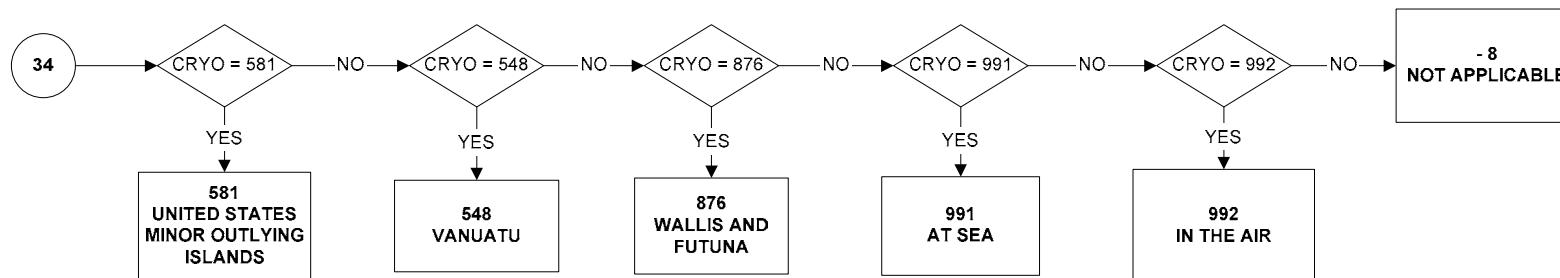 34
CRYO = 581
NO
CRYO = 548
NO
CRYO = 876
NO
CRYO = 991
NO
CRYO = 992
NO
- 8
NOT APPLICABLE
YES
YES
YES
YES
YES
581
UNITED STATES
MINOR OUTLYING
ISLANDS
548
VANUATU
876
WALLIS AND
FUTUNA
991
AT SEA
992
IN THE AIR